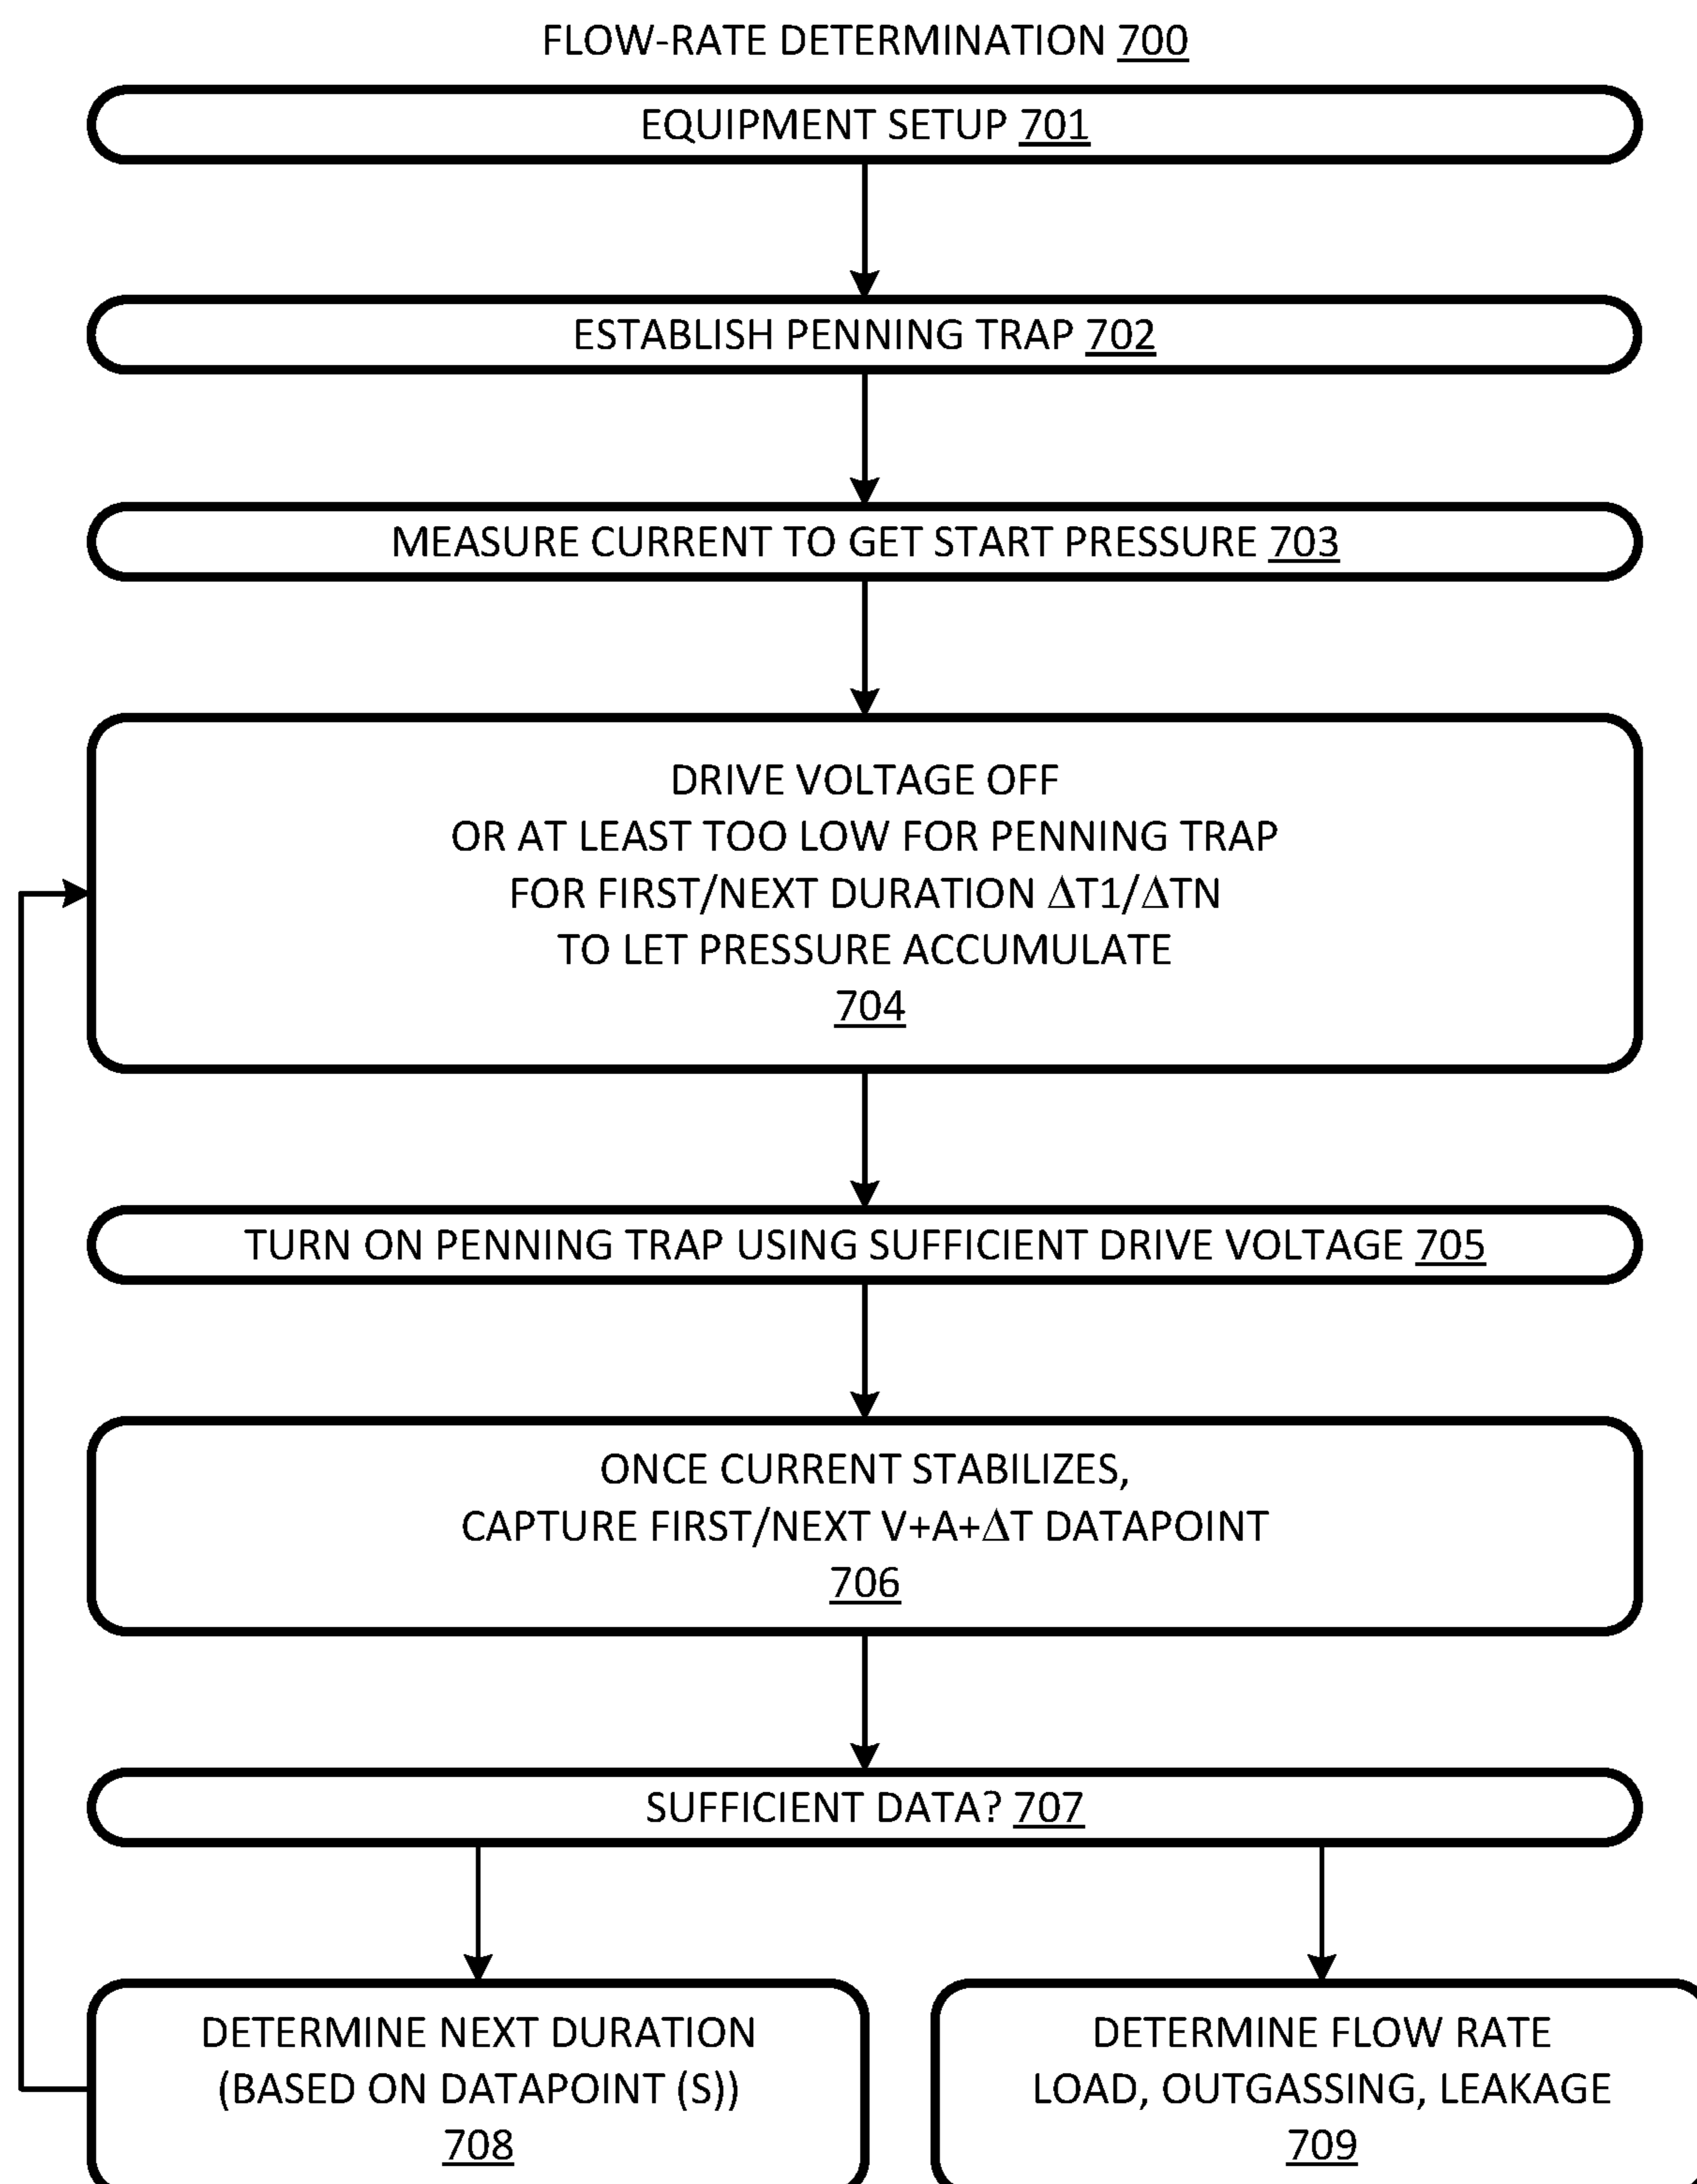 FLOW-RATE DETERMINATION 700
EQUIPMENT SETUP 701
ESTABLISH PENNING TRAP 702
MEASURE CURRENT TO GET START PRESSURE 703
DRIVE VOLTAGE OFF
OR AT LEAST TOO LOW FOR PENNING TRAP
FOR FIRST/NEXT DURATION ΔT1/ΔTN
TO LET PRESSURE ACCUMULATE
704
TURN ON PENNING TRAP USING SUFFICIENT DRIVE VOLTAGE 705
ONCE CURRENT STABILIZES,
CAPTURE FIRST/NEXT V+A+ΔT DATAPOINT
706
SUFFICIENT DATA? 707
DETERMINE NEXT DURATION
(BASED ON DATAPOINT (S))
708
DETERMINE FLOW RATE
LOAD, OUTGASSING, LEAKAGE
709